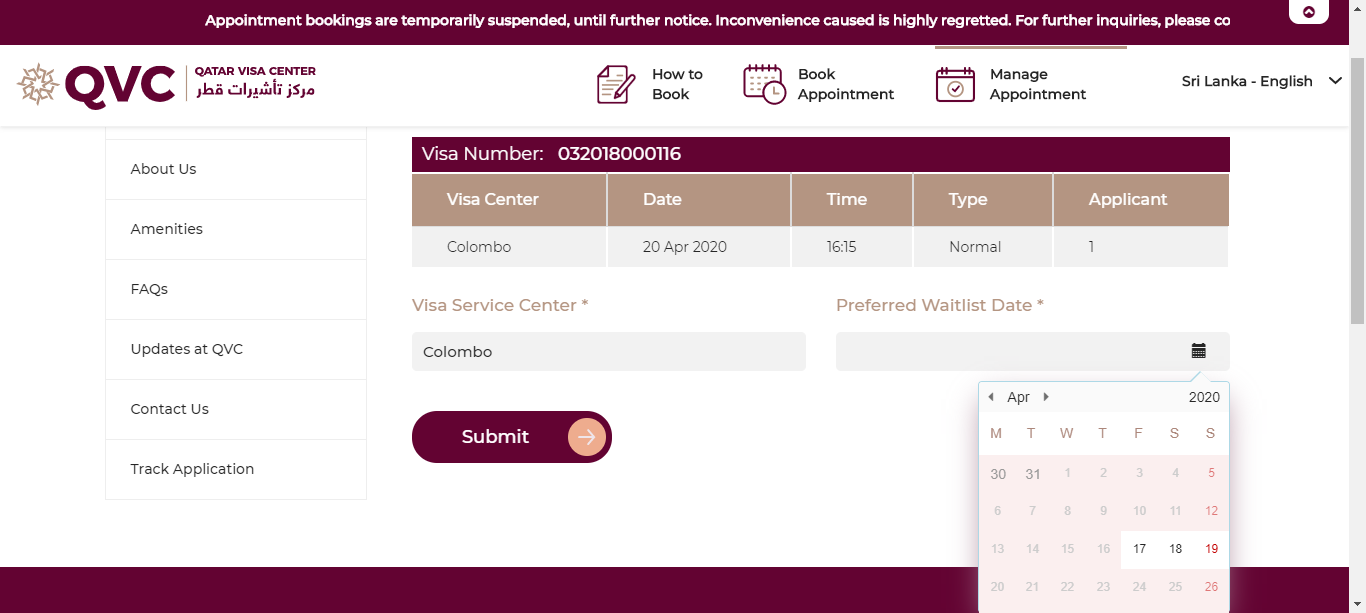 Appointment bookings are temporarily suspended, until further notice. Inconvenience caused is highly regretted. For further inquiries, please co
QVC QATAR VISA CENTER
مركز تأشيرات قطر
How to Book
Book Appointment
Manage Appointment
Sri Lanka - English
About Us
Amenities
FAQs
Updates at QVC
Contact Us
Track Application
Visa Number: 032018000116
Visa Center Date Time Type Applicant
Colombo 20 Apr 2020 16:15 Normal 1
Visa Service Center * Preferred Waitlist Date *
Colombo
Submit
Apr 2020
M T W T F S S
30 31 1 2 3 4 5
6 7 8 9 10 11 12
13 14 15 16 17 18 19
20 21 22 23 24 25 26